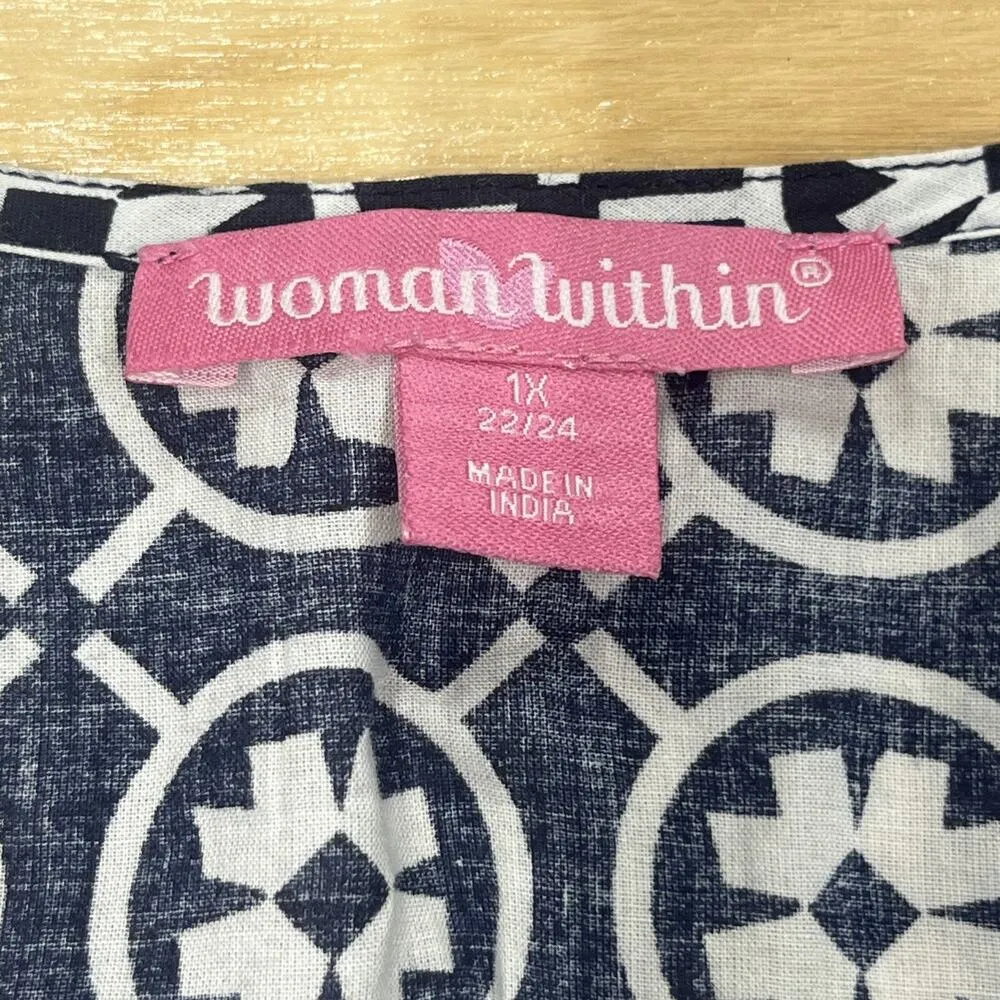 woman within®
1X
22/24
MADE IN
INDIA